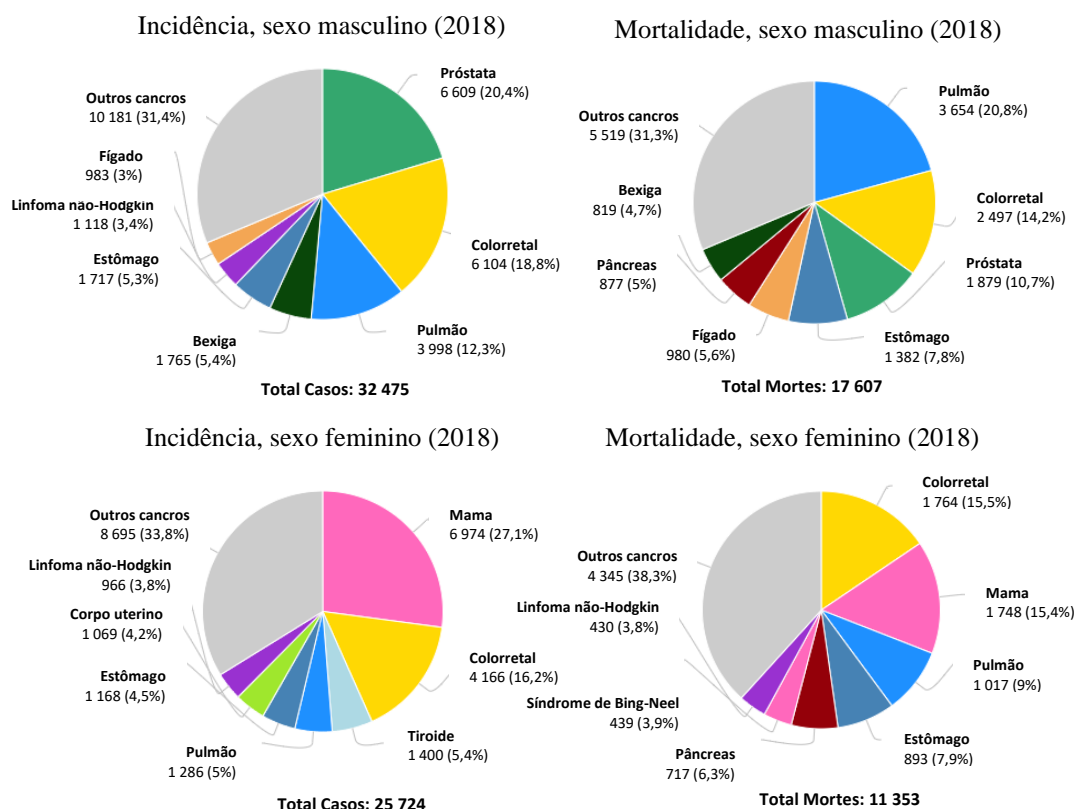 Incidência, sexo masculino (2018)
Próstata
6 609 (20,4%)
Outros cancros
10 181 (31,4%)
Fígado
983 (3%)
Linfoma não-Hodgkin
1 118 (3,4%)
Colorretal
6 104 (18,8%)
Estômago
1 717 (5,3%)
Bexiga
1 765 (5,4%)
Pulmão
3 998 (12,3%)
Total Casos: 32 475
Mortalidade, sexo masculino (2018)
Pulmão
3 654 (20,8%)
Outros cancros
5 519 (31,3%)
Bexiga
819 (4,7%)
Colorretal
2 497 (14,2%)
Pâncreas
877 (5%)
Próstata
1 879 (10,7%)
Fígado
980 (5,6%)
Estômago
1 382 (7,8%)
Total Mortes: 17 607
Incidência, sexo feminino (2018)
Outros cancros
8 695 (33,8%)
Mama
6 974 (27,1%)
Linfoma não-Hodgkin
966 (3,8%)
Corpo uterino
1 069 (4,2%)
Colorretal
4 166 (16,2%)
Estômago
1 168 (4,5%)
Tiroide
1 400 (5,4%)
Pulmão
1 286 (5%)
Total Casos: 25 724
Mortalidade, sexo feminino (2018)
Colorretal
1 764 (15,5%)
Outros cancros
4 345 (38,3%)
Mama
1 748 (15,4%)
Linfoma não-Hodgkin
430 (3,8%)
Pulmão
1 017 (9%)
Síndrome de Bing-Neel
439 (3,9%)
Estômago
893 (7,9%)
Pâncreas
717 (6,3%)
Total Mortes: 11 353